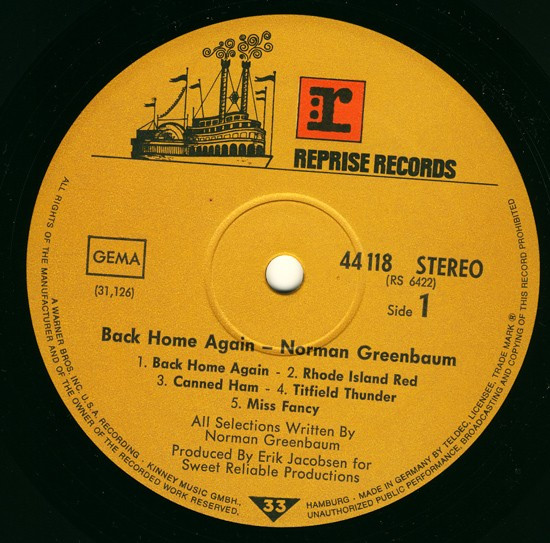 r:
REPRISE RECORDS
GEMA
(31,126)
44 118 STEREO
(RS 6422)
Side 1
Back Home Again – Norman Greenbaum
1. Back Home Again - 2. Rhode Island Red
3. Canned Ham - 4. Titfield Thunder
5. Miss Fancy
All Selections Written By
Norman Greenbaum
Produced By Erik Jacobsen for
Sweet Reliable Productions
33
ALL RIGHTS OF THE MANUFACTURER AND OF THE OWNER OF THE RECORDED WORK RESERVED,
A WARNER BROS. INC. U.S.A. RECORDING · KINNEY MUSIC GMBH.,
HAMBURG · MADE IN GERMANY BY TELDEC, LICENSEE, TRADE MARK ®
UNAUTHORIZED PUBLIC PERFORMANCE, BROADCASTING AND COPYING OF THIS RECORD PROHIBITED